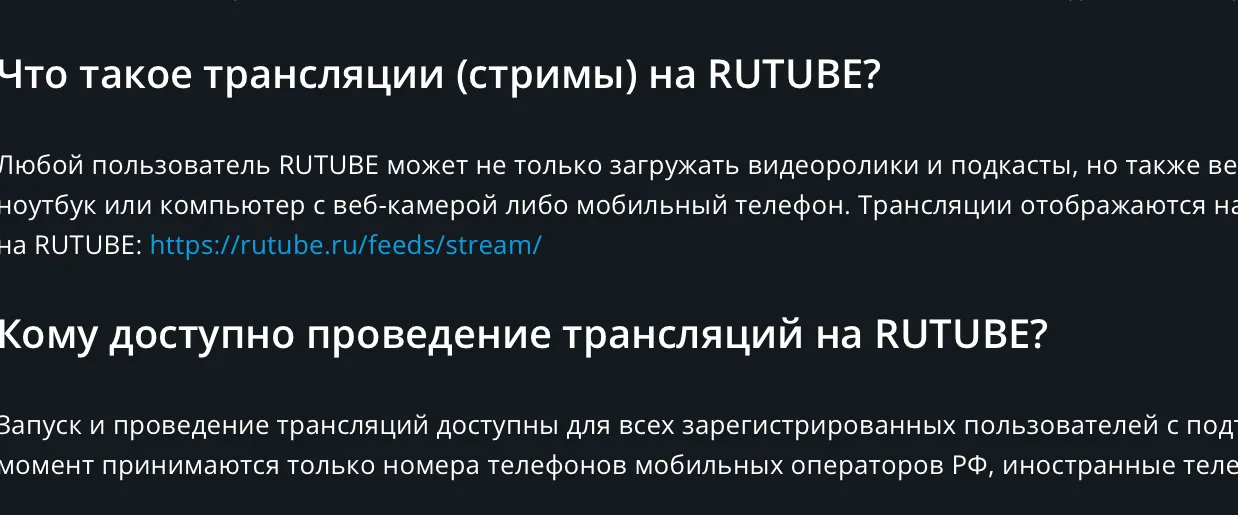 Что такое трансляции (стримы) на RUTUBE?
Любой пользователь RUTUBE может не только загружать видеоролики и подкасты, но также ве
ноутбук или компьютер с веб-камерой либо мобильный телефон. Трансляции отображаются на
на RUTUBE: https://rutube.ru/feeds/stream/
Кому доступно проведение трансляций на RUTUBE?
Запуск и проведение трансляций доступны для всех зарегистрированных пользователей с под
момент принимаются только номера телефонов мобильных операторов РФ, иностранные теле